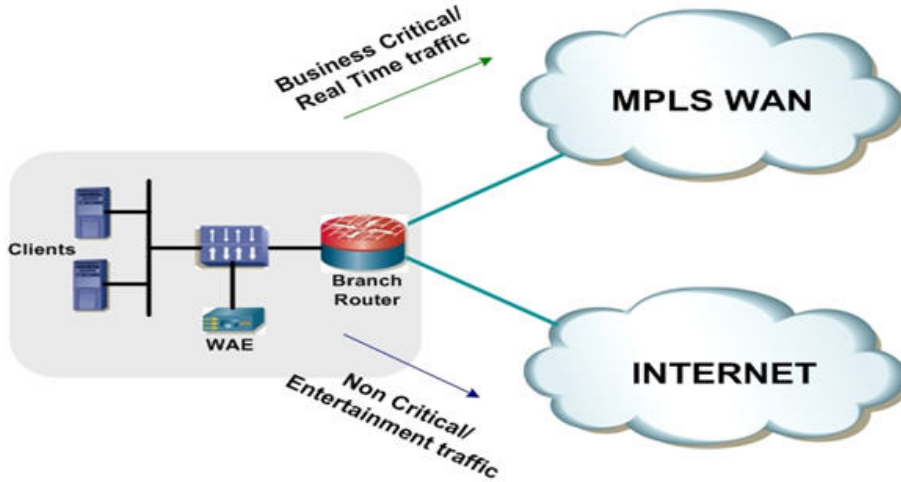 Business Critical/
Real Time traffic
MPLS WAN
Clients
Branch
Router
WAE
INTERNET
Non Critical/
Entertainment traffic